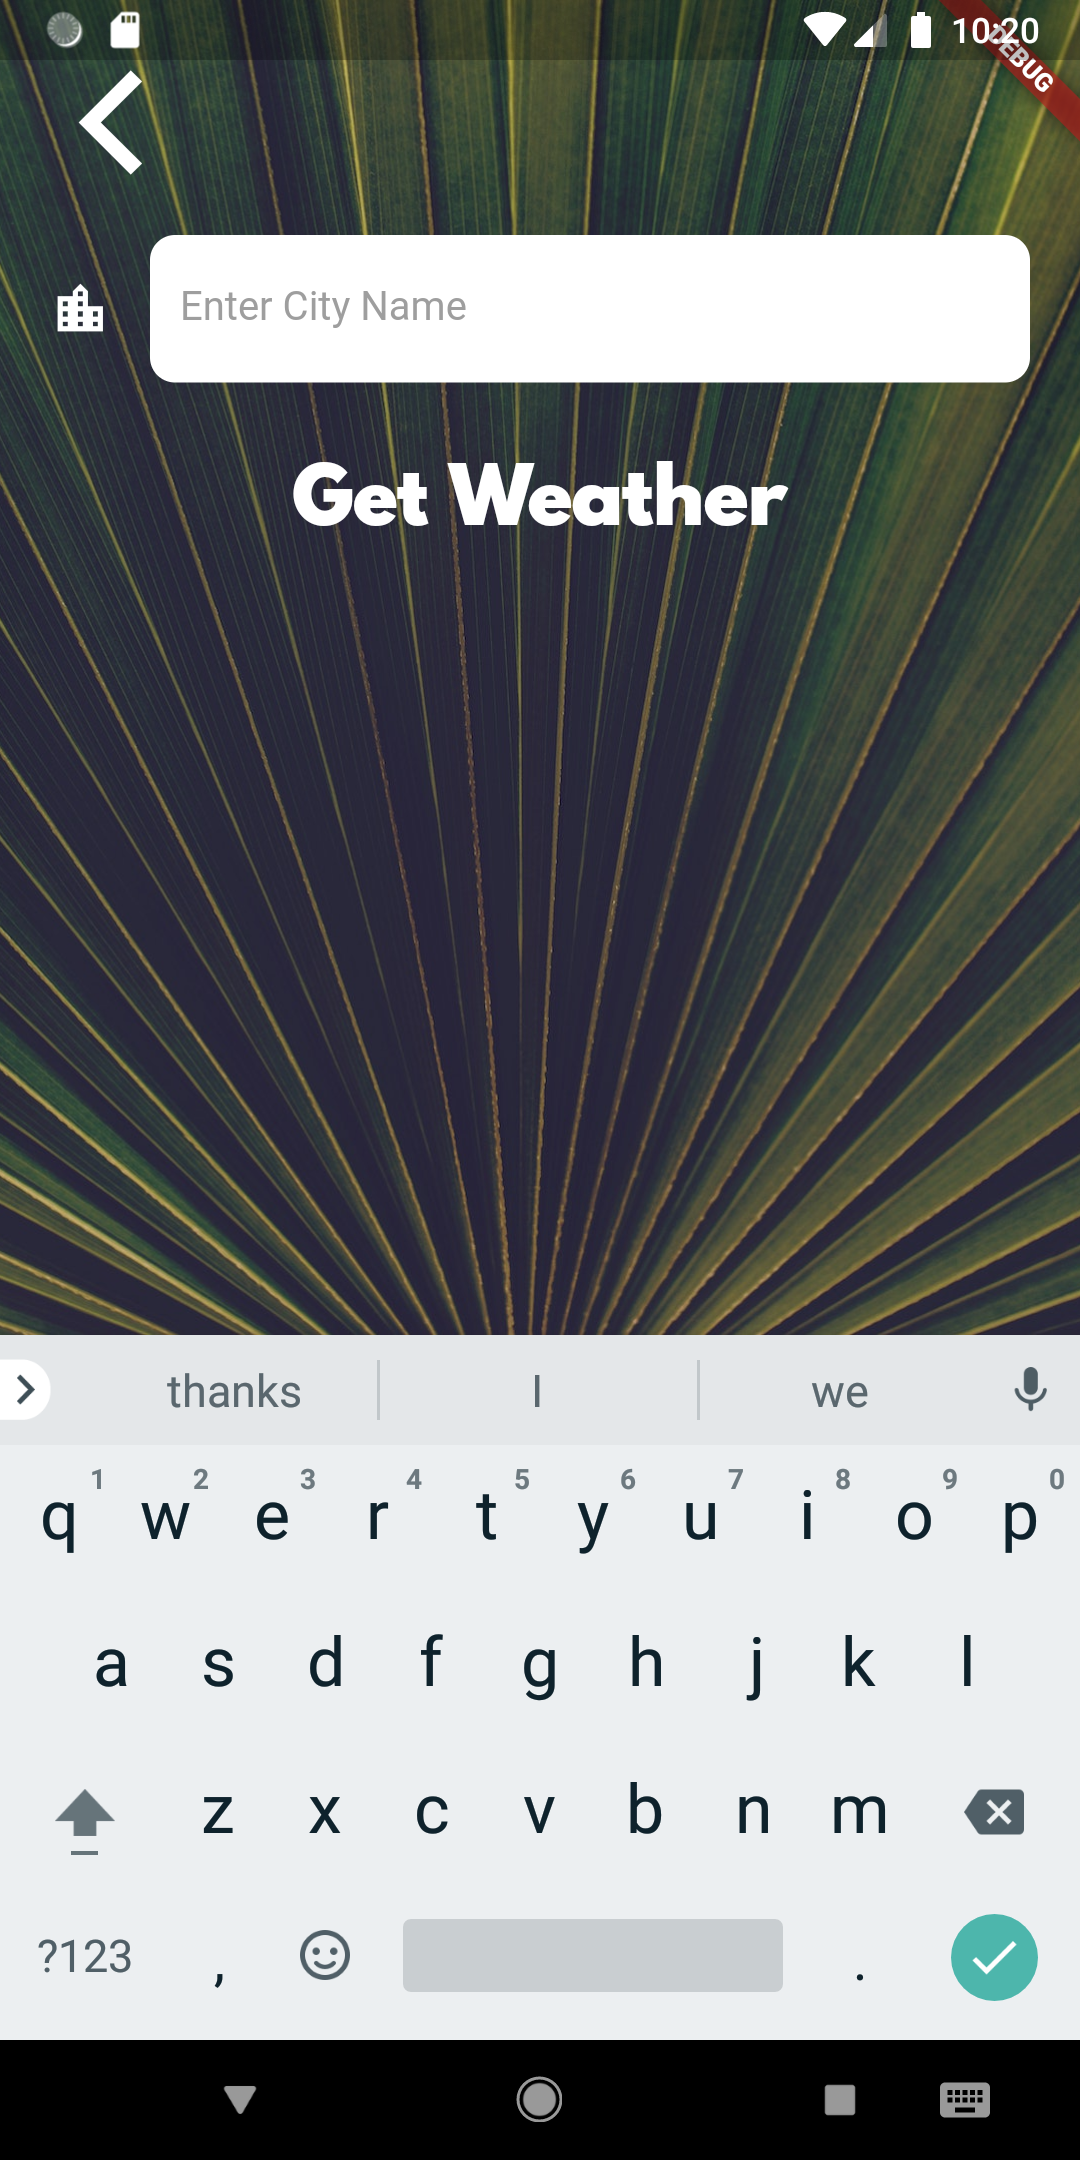 10:20
DEBUG
Enter City Name
Get Weather
thanks I we
1 2 3 4 5 6 7 8 9 0
q w e r t y u i o p
a s d f g h j k l
z x c v b n m
?123 , .